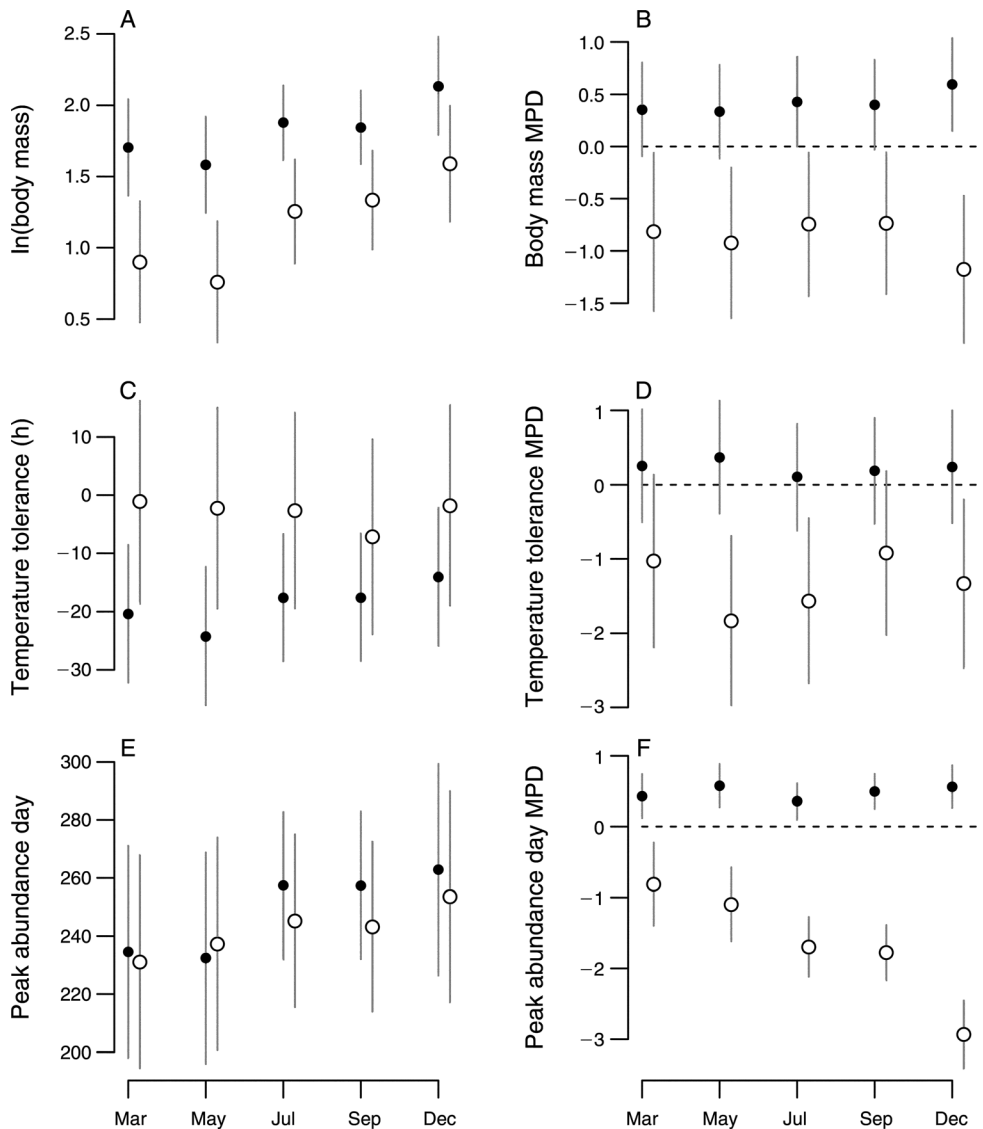 A
2.5
2.0
1.5
1.0
0.5
ln(body mass)
B
1.0
0.5
0.0
−0.5
−1.0
−1.5
Body mass MPD
C
10
0
−10
−20
−30
Temperature tolerance (h)
D
1
0
−1
−2
−3
Temperature tolerance MPD
E
300
280
260
240
220
200
Peak abundance day
Mar May Jul Sep Dec
F
1
0
−1
−2
−3
Peak abundance day MPD
Mar May Jul Sep Dec